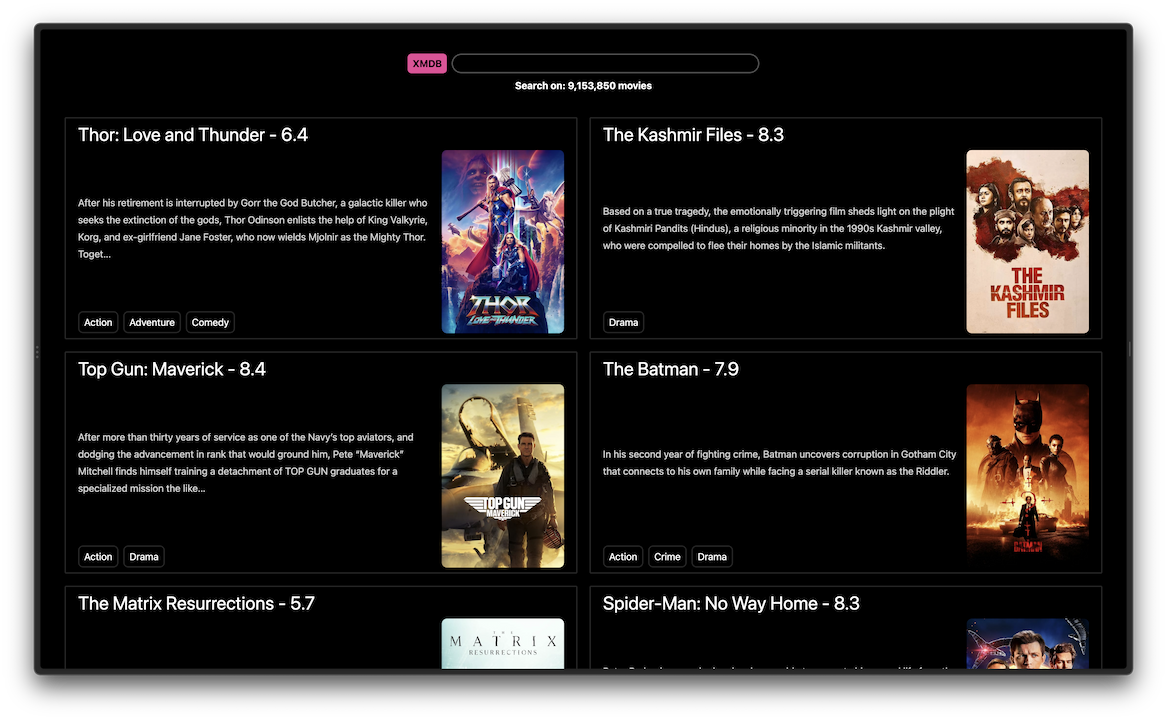 XMDB
Search on: 9,153,850 movies
Thor: Love and Thunder - 6.4
After his retirement is interrupted by Gorr the God Butcher, a galactic killer who
seeks the extinction of the gods, Thor Odinson enlists the help of King Valkyrie,
Korg, and ex-girlfriend Jane Foster, who now wields Mjolnir as the Mighty Thor.
Toget...
Action Adventure Comedy
THOR
LOVE AND THUNDER
The Kashmir Files - 8.3
Based on a true tragedy, the emotionally triggering film sheds light on the plight
of Kashmiri Pandits (Hindus), a religious minority in the 1990s Kashmir valley,
who were compelled to flee their homes by the Islamic militants.
Drama
THE
KASHMIR
FILES
Top Gun: Maverick - 8.4
After more than thirty years of service as one of the Navy’s top aviators, and
dodging the advancement in rank that would ground him, Pete “Maverick”
Mitchell finds himself training a detachment of TOP GUN graduates for a
specialized mission the like...
Action Drama
TOP GUN
MAVERICK
The Batman - 7.9
In his second year of fighting crime, Batman uncovers corruption in Gotham City
that connects to his own family while facing a serial killer known as the Riddler.
Action Crime Drama
THE
BATMAN
The Matrix Resurrections - 5.7
THE
MATRIX
RESURRECTIONS
Spider-Man: No Way Home - 8.3